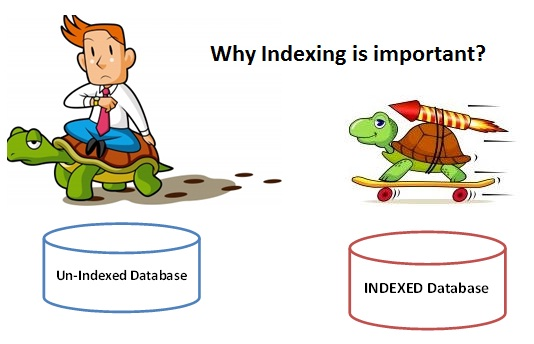 Why Indexing is important?
Un-Indexed Database
INDEXED Database